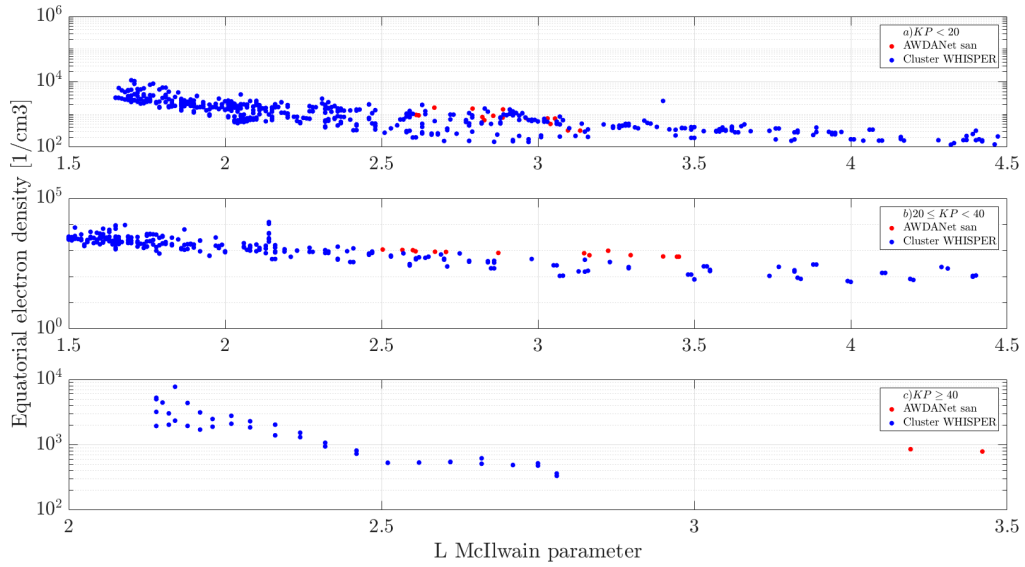 Equatorial electron density [1/cm3]
10^6
10^4
10^2
a)KP < 20
AWDANet san
Cluster WHISPER
1.5 2 2.5 3 3.5 4 4.5
10^5
10^0
b)20 ≤ KP < 40
AWDANet san
Cluster WHISPER
1.5 2 2.5 3 3.5 4 4.5
10^4
10^3
10^2
c)KP ≥ 40
AWDANet san
Cluster WHISPER
2 2.5 3 3.5
L McIlwain parameter